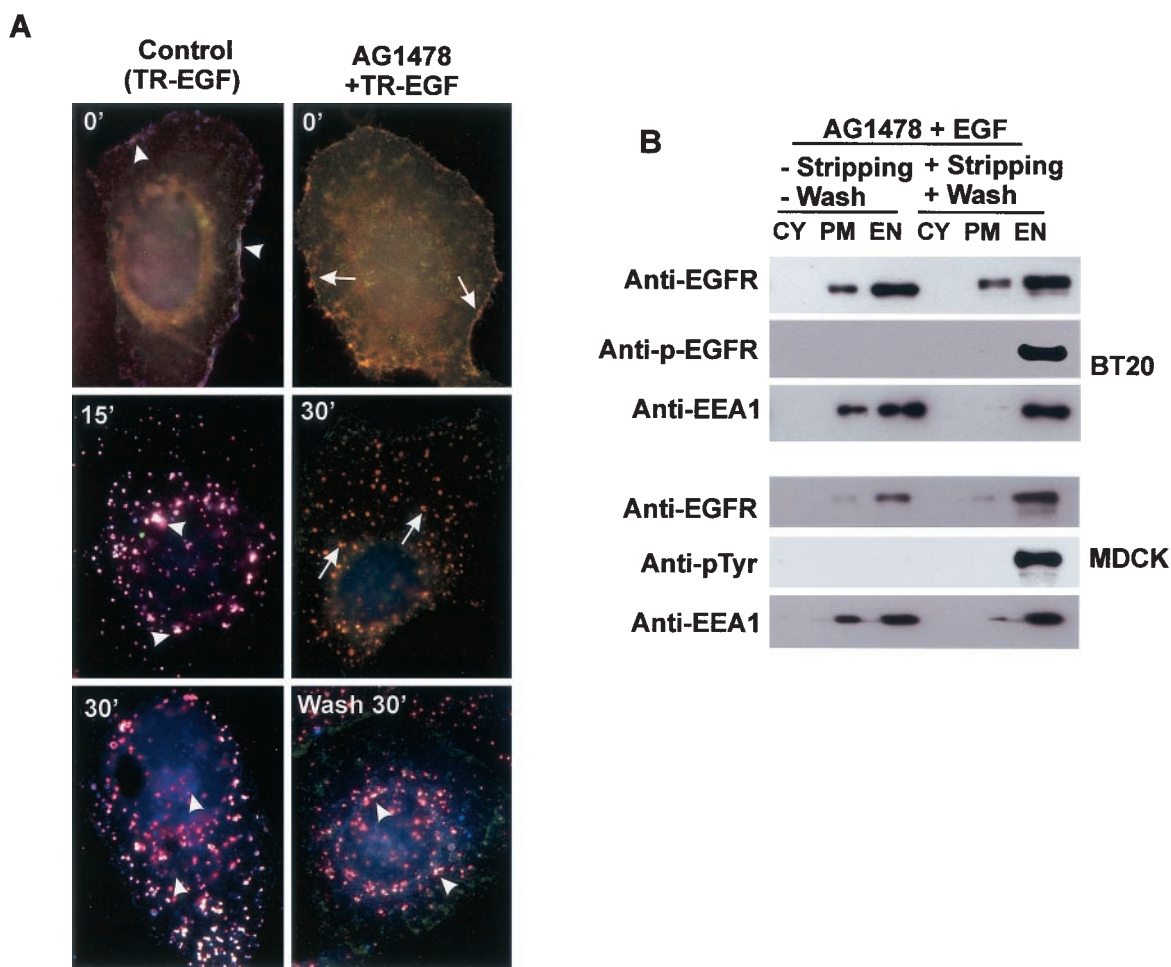 A
Control
(TR-EGF)
AG1478
+TR-EGF
0’
0’
15’
30’
30’
Wash 30’
B
AG1478 + EGF
- Stripping + Stripping
- Wash + Wash
CY PM EN CY PM EN
Anti-EGFR
Anti-p-EGFR
BT20
Anti-EEA1
Anti-EGFR
Anti-pTyr
MDCK
Anti-EEA1